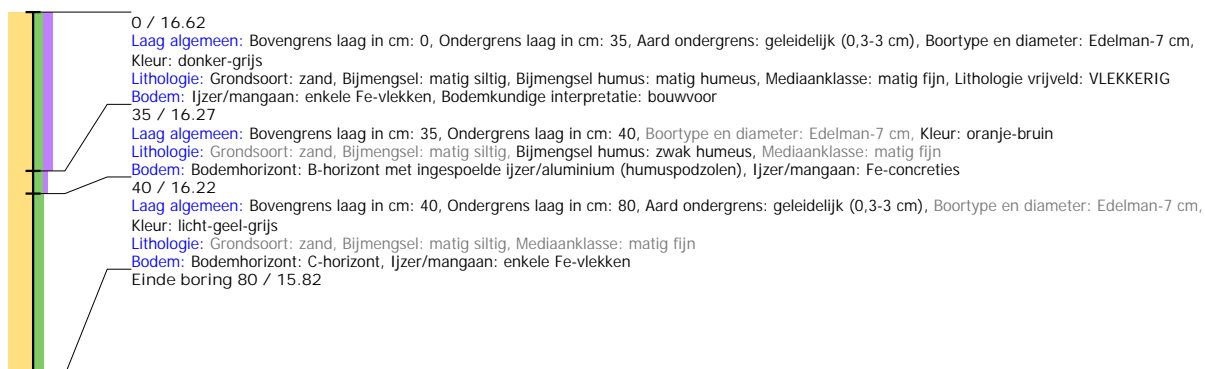 0 / 16.62
Laag algemeen: Bovengrens laag in cm: 0, Ondergrens laag in cm: 35, Aard ondergrens: geleidelijk (0,3-3 cm), Boortype en diameter: Edelman-7 cm,
Kleur: donker-grijs
Lithologie: Grondsoort: zand, Bijmengsel: matig siltig, Bijmengsel humus: matig humeus, Mediaanklasse: matig fijn, Lithologie vrijveld: VLEKKERIG
Bodem: Ijzer/mangaan: enkele Fe-vlekken, Bodemkundige interpretatie: bouwvoor
35 / 16.27
Laag algemeen: Bovengrens laag in cm: 35, Ondergrens laag in cm: 40, Boortype en diameter: Edelman-7 cm, Kleur: oranje-bruin
Lithologie: Grondsoort: zand, Bijmengsel: matig siltig, Bijmengsel humus: zwak humeus, Mediaanklasse: matig fijn
Bodem: Bodemhorizont: B-horizont met ingespoelde ijzer/aluminium (humuspodzolen), Ijzer/mangaan: Fe-concreties
40 / 16.22
Laag algemeen: Bovengrens laag in cm: 40, Ondergrens laag in cm: 80, Aard ondergrens: geleidelijk (0,3-3 cm), Boortype en diameter: Edelman-7 cm,
Kleur: licht-geel-grijs
Lithologie: Grondsoort: zand, Bijmengsel: matig siltig, Mediaanklasse: matig fijn
Bodem: Bodemhorizont: C-horizont, Ijzer/mangaan: enkele Fe-vlekken
Einde boring 80 / 15.82